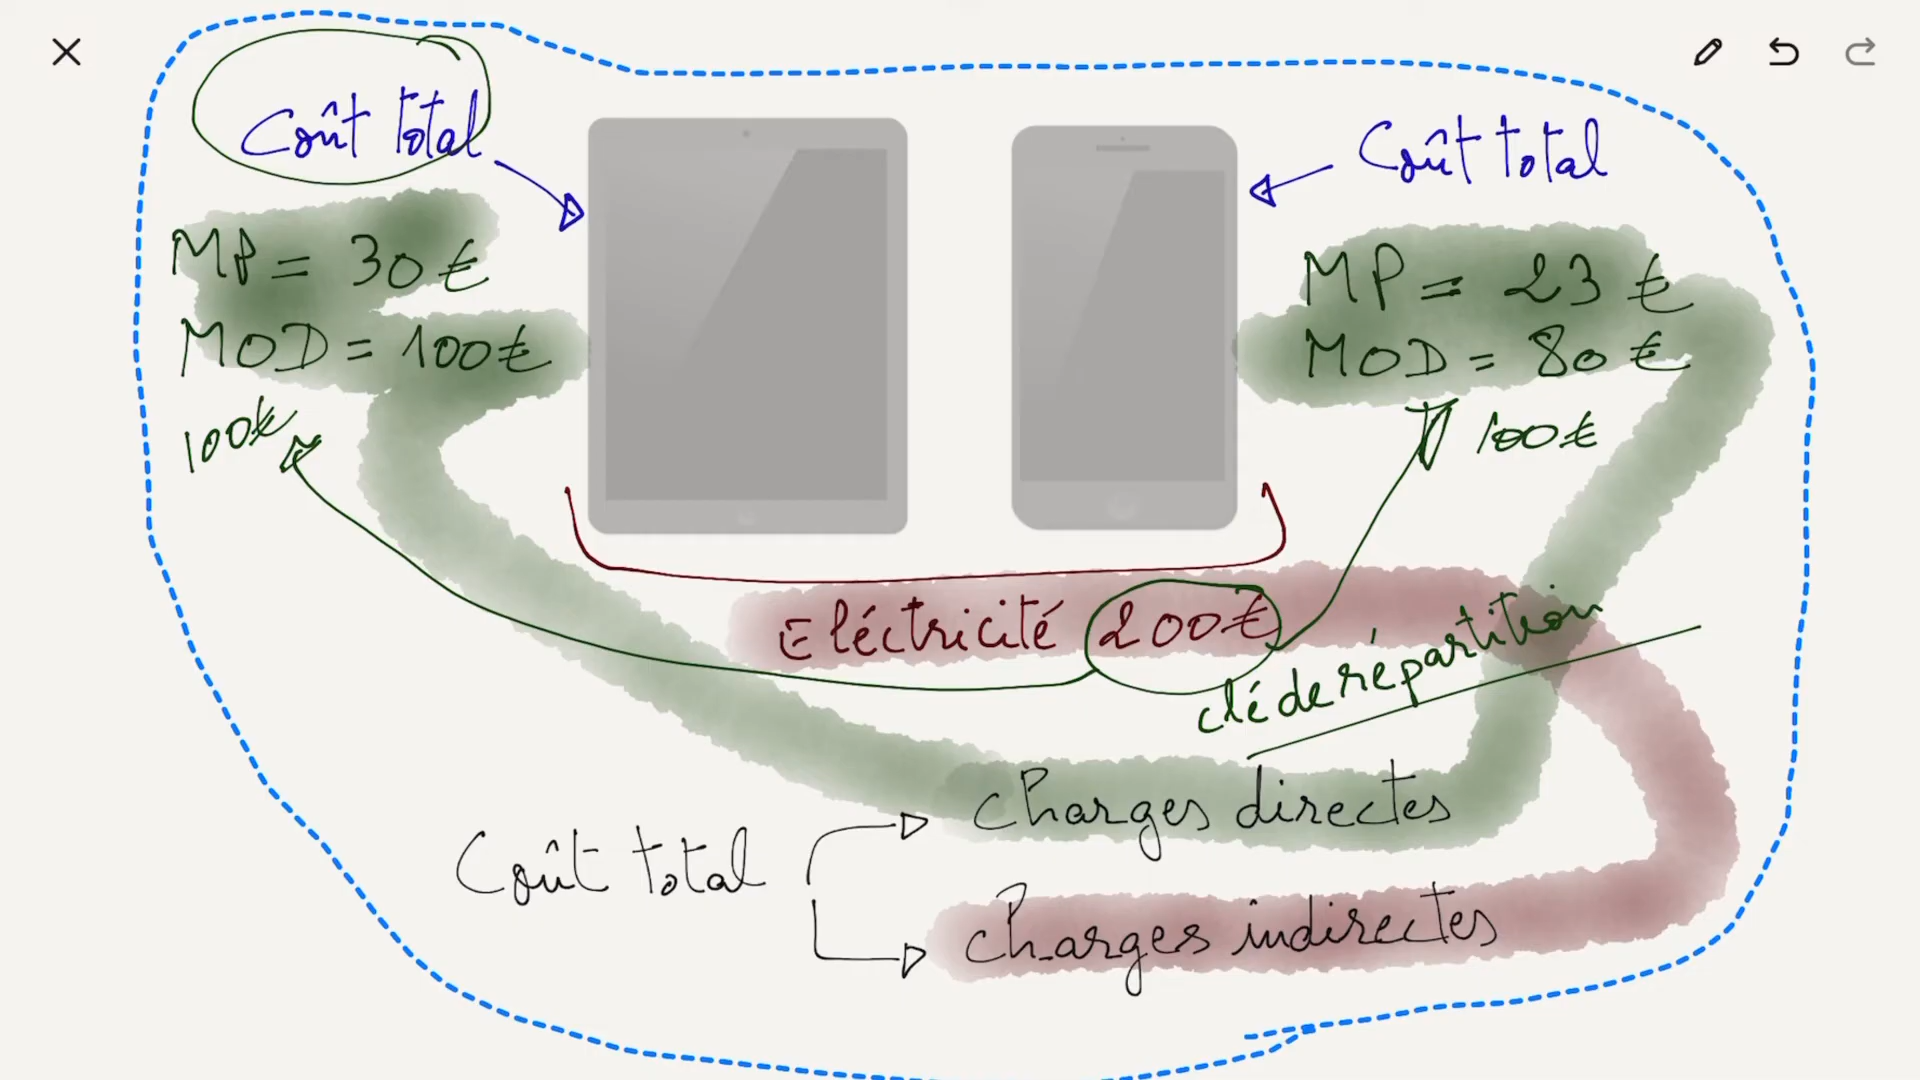 Coût total
MP = 30 €
MOD = 100 €
100 €
Coût total
MP = 23 €
MOD = 80 €
100 €
Eléctricité 200 €
clé de répartition
Coût total
Charges directes
Charges indirectes